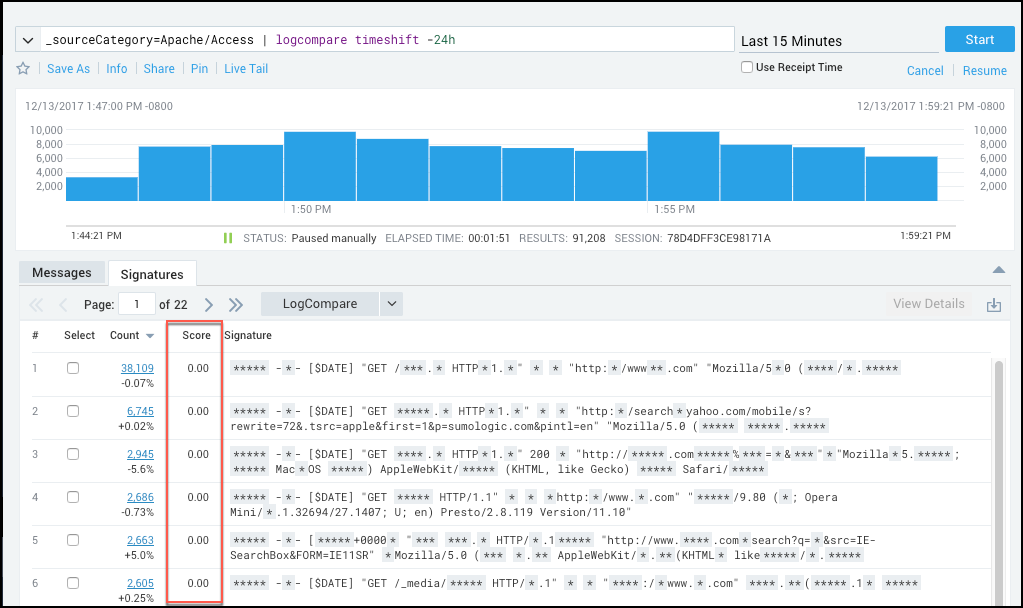 _sourceCategory=Apache/Access | logcompare timeshift -24h
Last 15 Minutes
Start
Use Receipt Time
Save As
Info
Share
Pin
Live Tail
Cancel
Resume
12/13/2017 1:47:00 PM -0800
12/13/2017 1:59:21 PM -0800
10,000
8,000
6,000
4,000
2,000
10,000
8,000
6,000
4,000
2,000
1:50 PM
1:55 PM
1:44:21 PM
STATUS: Paused manually ELAPSED TIME: 00:01:51 RESULTS: 91,208 SESSION: 78D4DFF3CE98171A
1:59:21 PM
Messages
Signatures
Page: 1 of 22
LogCompare
View Details
# Select Count Score Signature
1 38,109 0.00 ***** -*- [$DATE] "GET /***.* HTTP*1.*" * * "http:*/www**.com" "Mozilla/5*0 (****/*.*****
-0.07%
2 6,745 0.00 ***** -*- [$DATE] "GET *****.* HTTP*1.*" * * "http:*/search*yahoo.com/mobile/s?
+0.02% rewrite=72&.tsrc=apple&first=1&p=sumologic.com&pintl=en" "Mozilla/5.0 (***** *****.*****
3 2,945 0.00 ***** -*- [$DATE] "GET *****.* HTTP*1.*" 200 * "http://*****.com*****%***=*&***"*"Mozilla*5.*****;
-5.6% ***** Mac*OS *****) AppleWebKit/***** (KHTML, like Gecko) ***** Safari/*****
4 2,686 0.00 ***** -*- [$DATE] "GET ***** HTTP/1.1" * * *http:*/www.*.com" "*****/9.80 (*; Opera
-0.73% Mini/*.1.32694/27.1407; U; en) Presto/2.8.119 Version/11.10"
5 2,663 0.00 ***** -*- [*****+0000* "*** ***.* HTTP/*.1***** "http://www.****.com*search?q=*&src=IE-
+5.0% SearchBox&FORM=IE11SR" *Mozilla/5.0 (*** *.** AppleWebKit/*.**(KHTML* like*****/*.*****
6 2,605 0.00 ***** -*- [$DATE] "GET /_media/***** HTTP/*.1" * * "****:/*www.*.com" ****.**(*****.1* *****
+0.25%